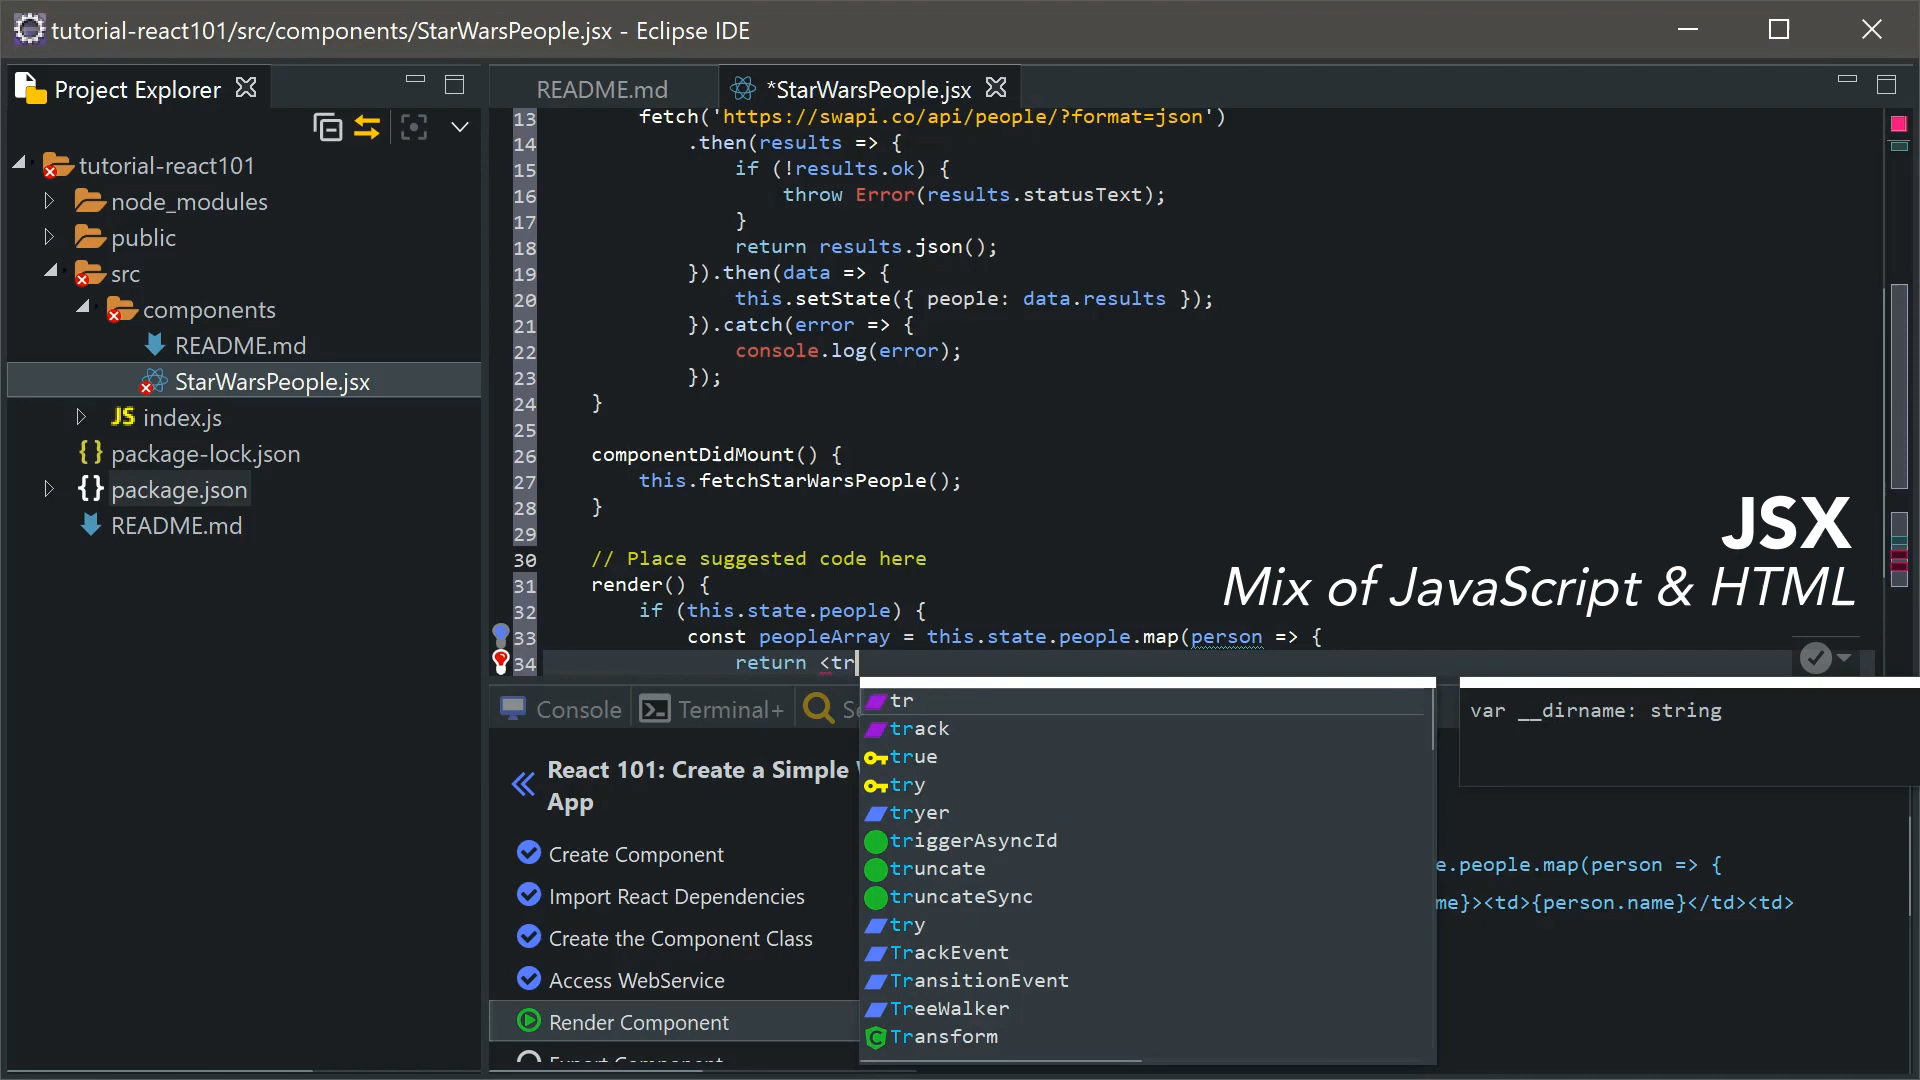 tutorial-react101/src/components/StarWarsPeople.jsx - Eclipse IDE
Project Explorer
tutorial-react101
node_modules
public
src
components
README.md
StarWarsPeople.jsx
JS index.js
{} package-lock.json
{} package.json
README.md
README.md
*StarWarsPeople.jsx
13 fetch('https://swapi.co/api/people/?format=json')
14 .then(results => {
15 if (!results.ok) {
16 throw Error(results.statusText);
17 }
18 return results.json();
19 }).then(data => {
20 this.setState({ people: data.results });
21 }).catch(error => {
22 console.log(error);
23 });
24 }
25
26 componentDidMount() {
27 this.fetchStarWarsPeople();
28 }
29
30 // Place suggested code here
31 render() {
32 if (this.state.people) {
33 const peopleArray = this.state.people.map(person => {
34 return <tr
JSX
Mix of JavaScript & HTML
Console
Terminal+
tr
track
true
try
tryer
triggerAsyncId
truncate
truncateSync
try
TrackEvent
TransitionEvent
TreeWalker
Transform
var __dirname: string
React 101: Create a Simple
App
Create Component
Import React Dependencies
Create the Component Class
Access WebService
Render Component
e.people.map(person => {
me}><td>{person.name}</td><td>